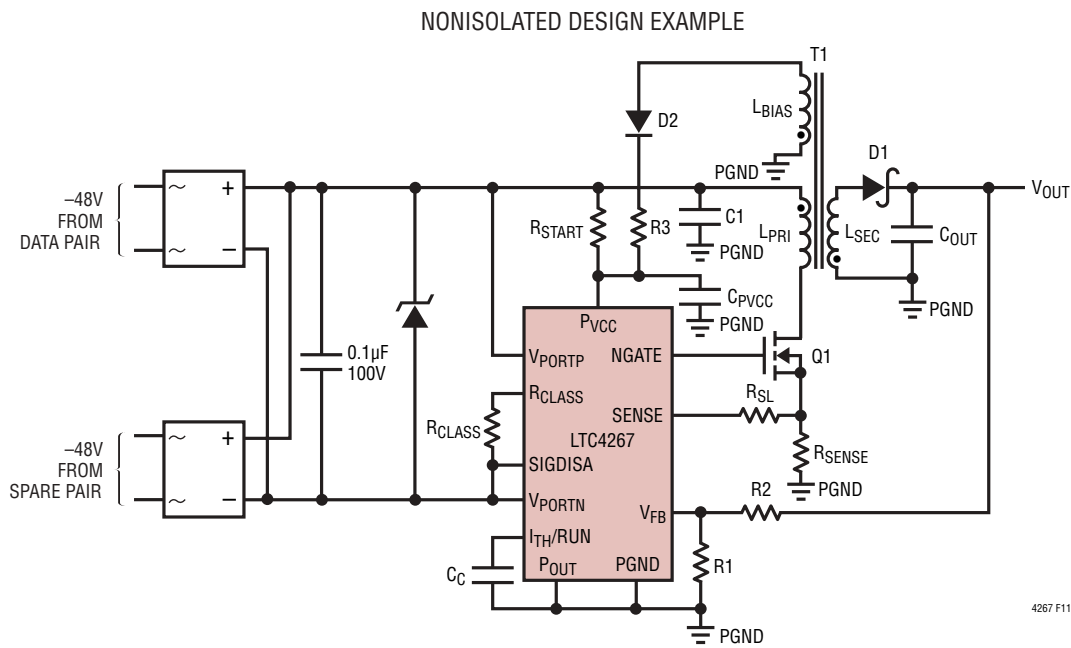 NONISOLATED DESIGN EXAMPLE
T1
LBIAS
D2
PGND
D1
–48V
FROM
DATA PAIR
~
+
~
–
RSTART
R3
C1
PGND
LPRI
LSEC
COUT
VOUT
CPVCC
PGND
PGND
0.1µF
100V
PVCC
VPORTP
NGATE
Q1
RCLASS
RCLASS
SENSE
RSL
LTC4267
SIGDISA
RSENSE
PGND
–48V
FROM
SPARE PAIR
~
+
~
–
VPORTN
VFB
R2
ITH/RUN
CC
POUT
PGND
R1
PGND
4267 F11